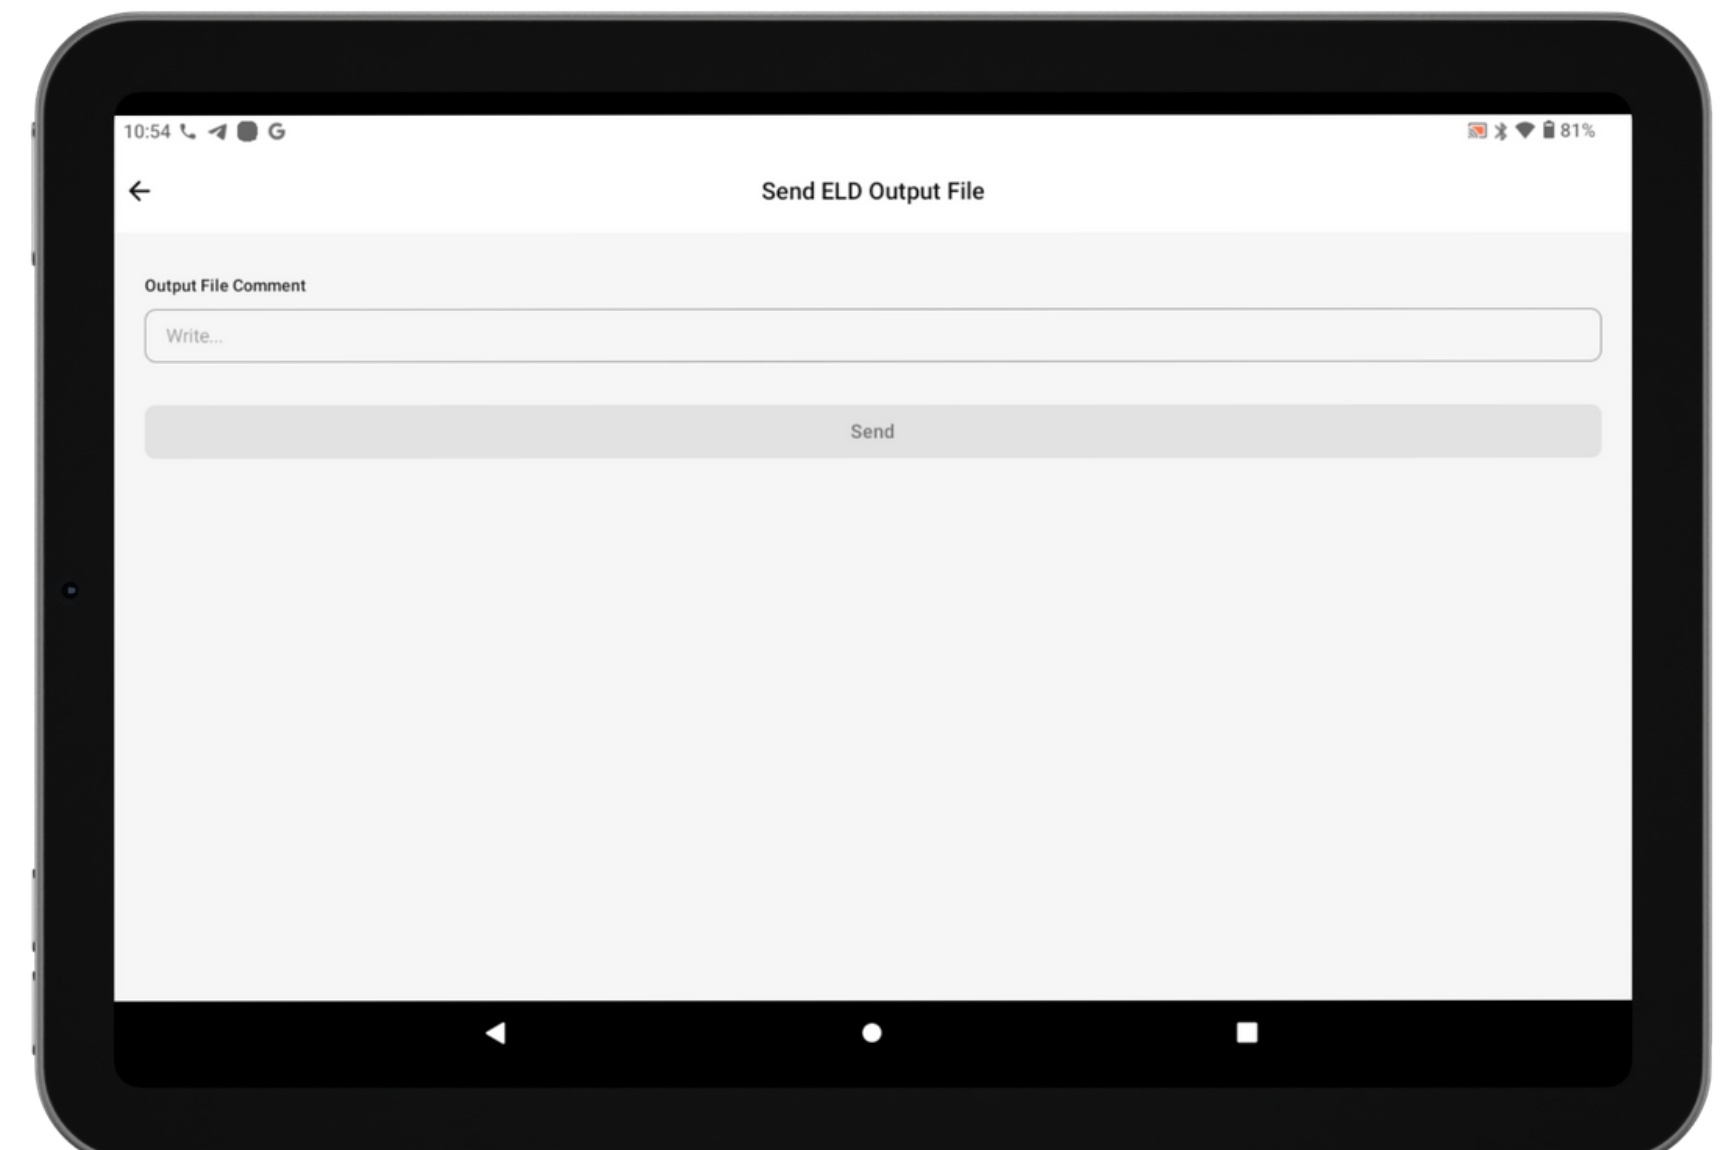 10:54 81%
Send ELD Output File
Output File Comment
Write...
Send